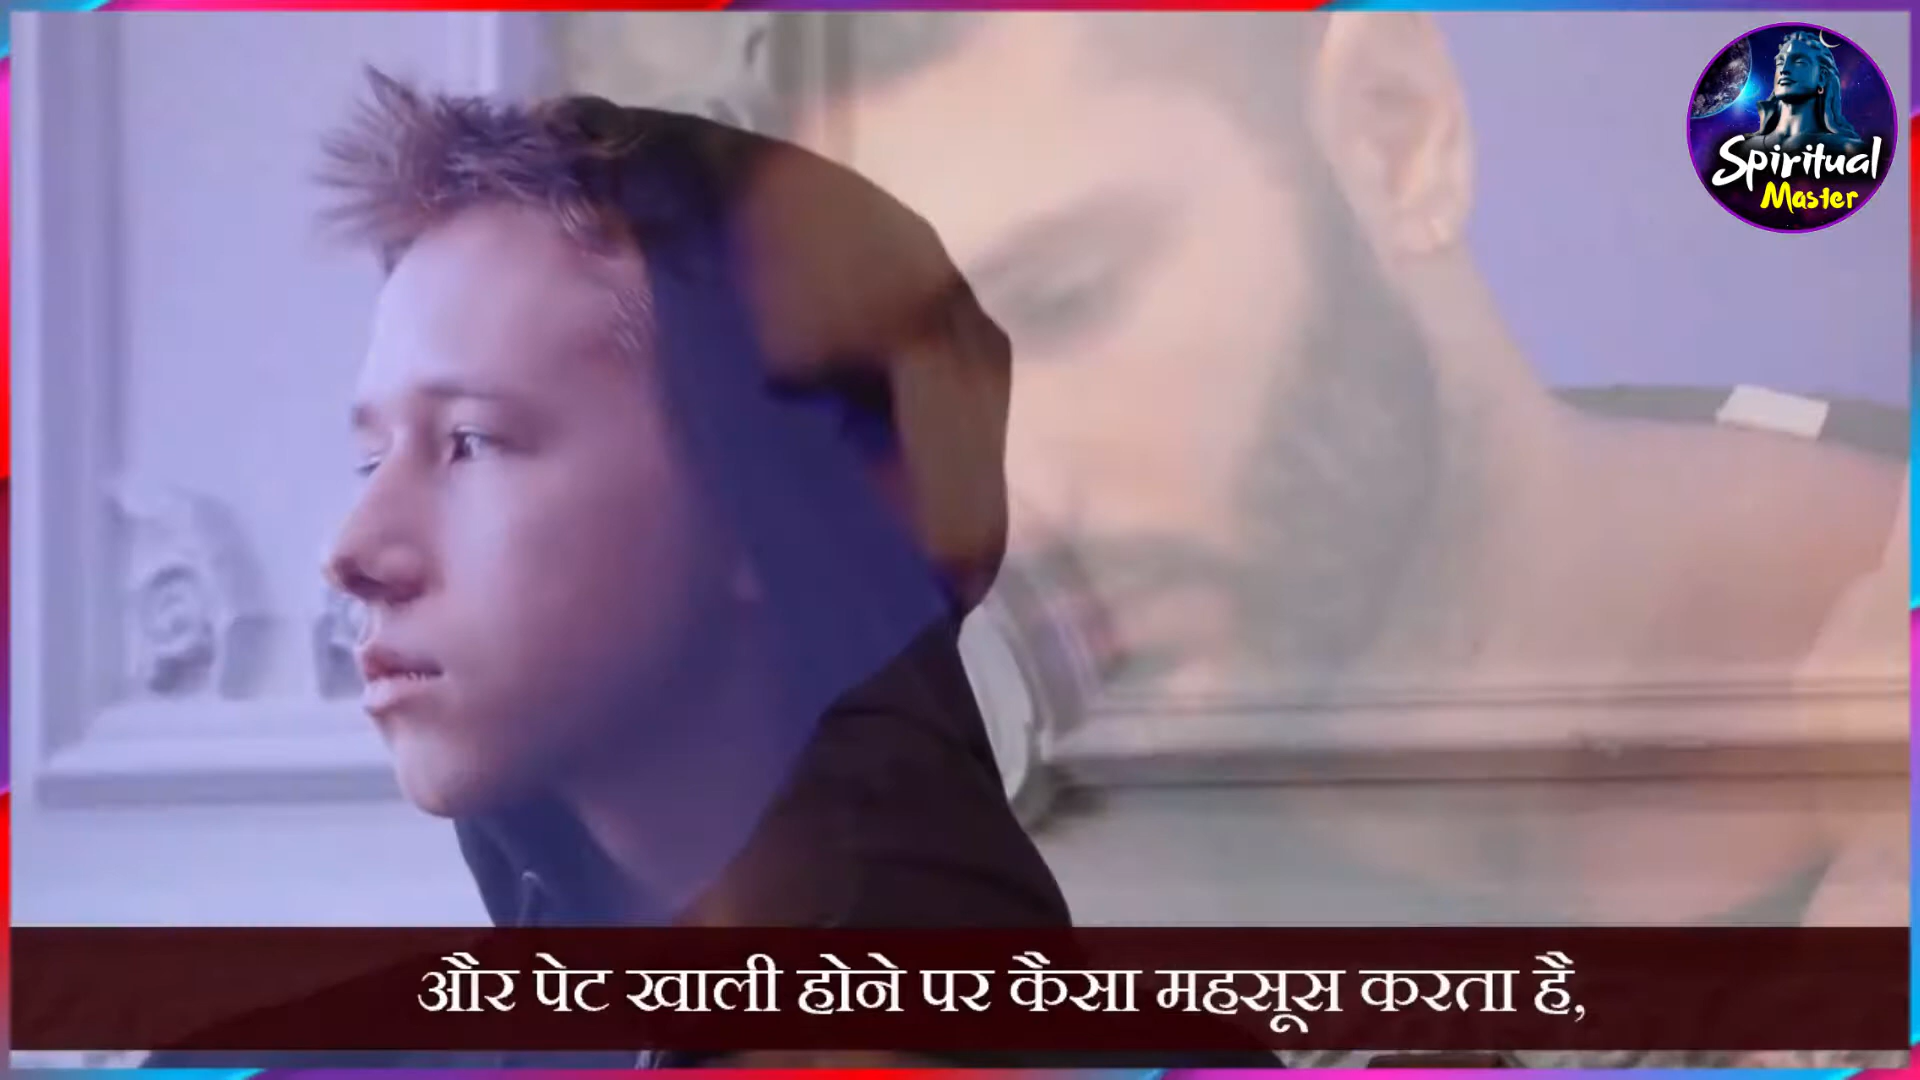 Spiritual
Master
और पेट खाली होने पर कैसा महसूस करता है,